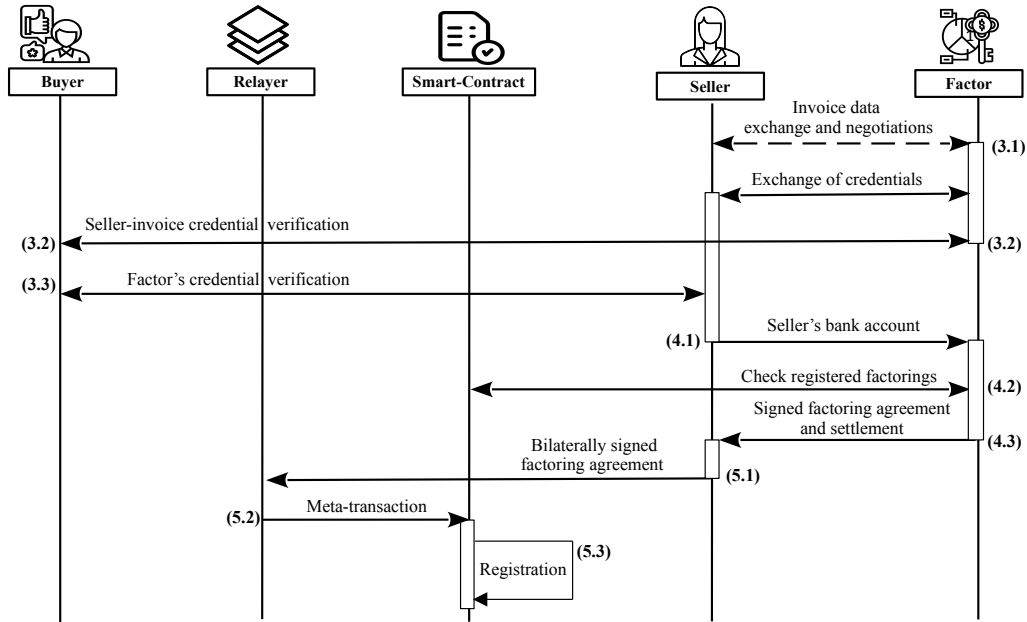 Buyer
Relayer
Smart-Contract
Seller
Factor
Invoice data
exchange and negotiations
(3.1)
Exchange of credentials
Seller-invoice credential verification
(3.2)
(3.2)
Factor's credential verification
(3.3)
Seller's bank account
(4.1)
Check registered factorings
(4.2)
Signed factoring agreement
and settlement
(4.3)
Bilaterally signed
factoring agreement
(5.1)
Meta-transaction
(5.2)
(5.3)
Registration